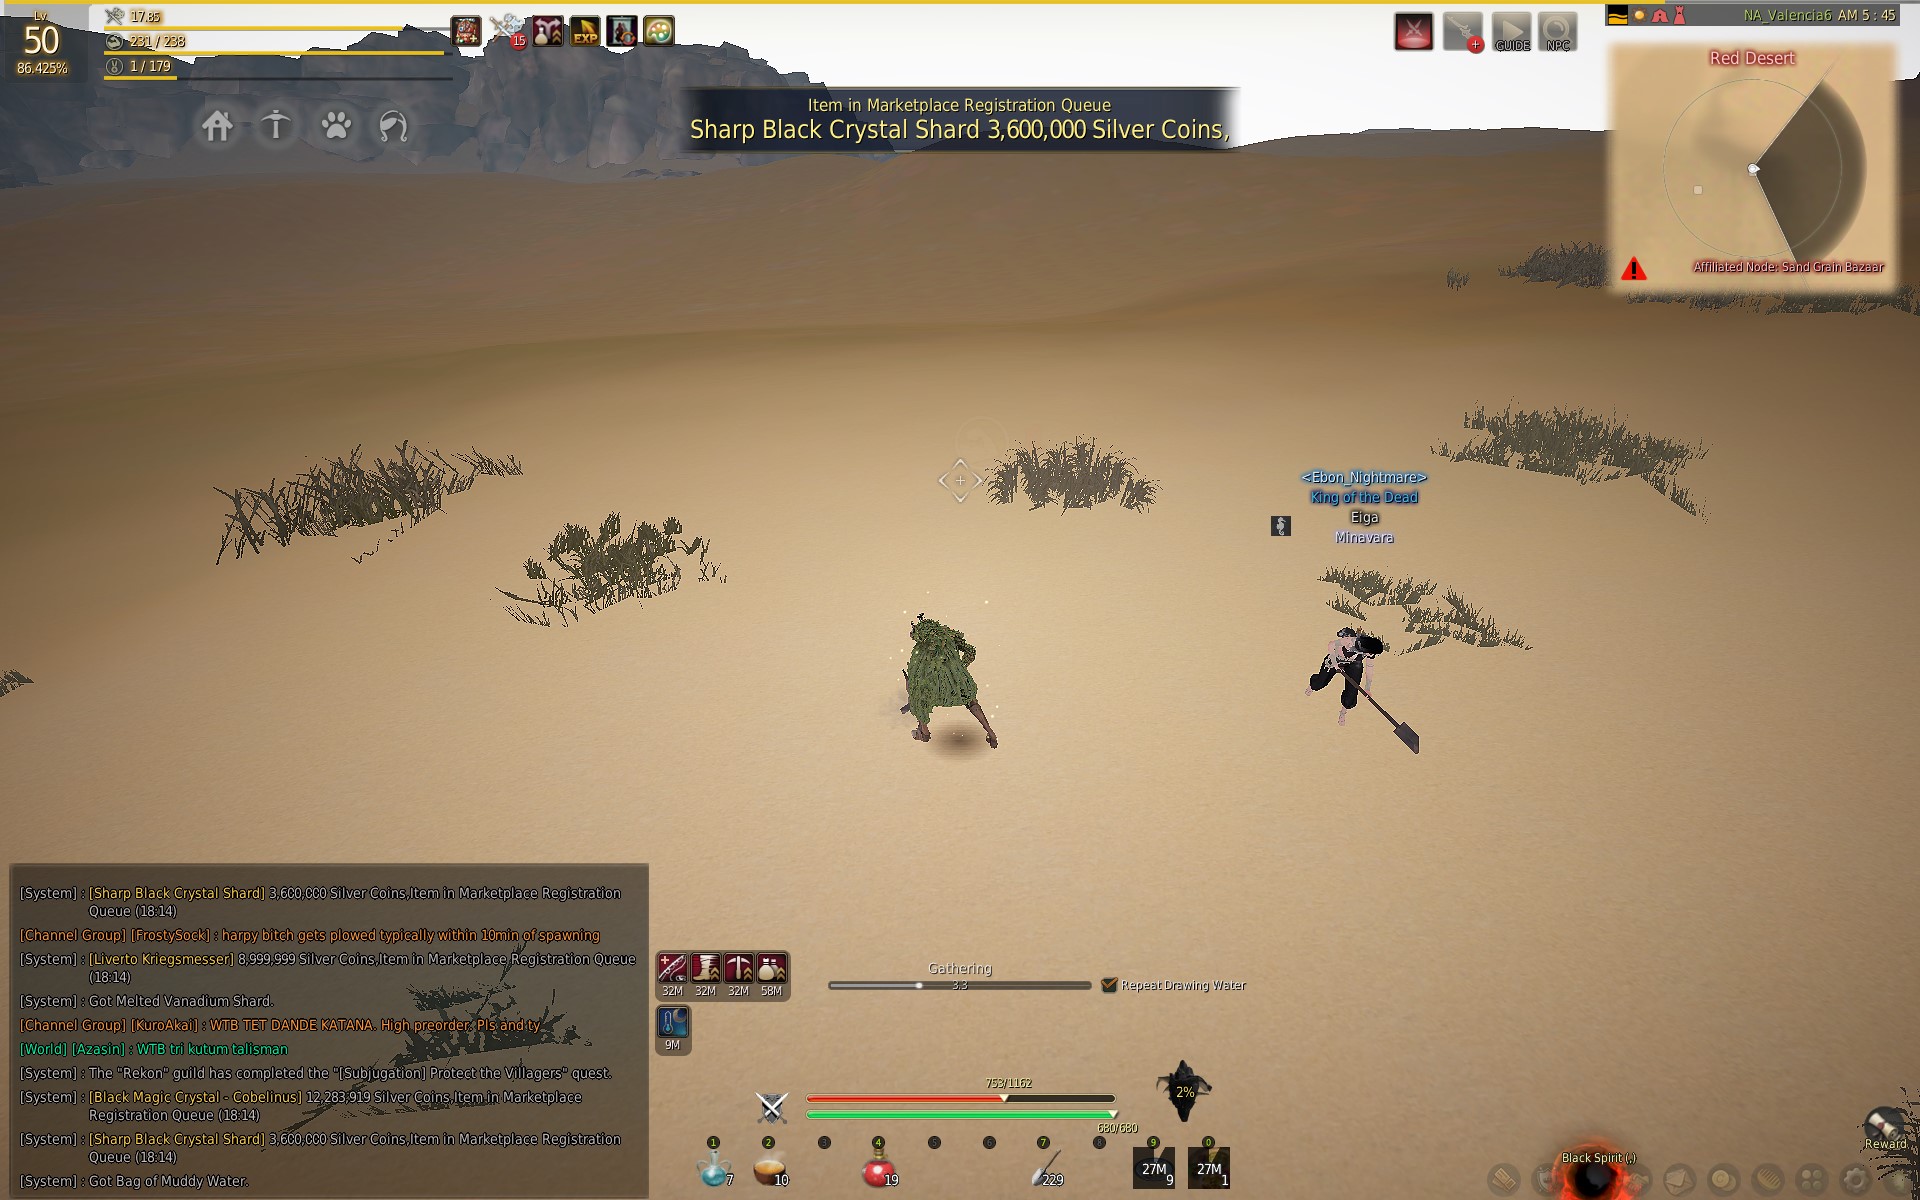 Lv
50
86.425%
17.85
231 / 238
1 / 179
15
EXP
GUIDE
NPC
NA_Valencia6 AM 5 : 45
Red Desert
Affiliated Node: Sand Grain Bazaar
Item in Marketplace Registration Queue
Sharp Black Crystal Shard 3,600,000 Silver Coins,
<Ebon_Nightmare>
King of the Dead
Eiga
Minavara
[System] : [Sharp Black Crystal Shard] 3,600,000 Silver Coins,Item in Marketplace Registration
Queue (18:14)
[Channel Group] [FrostySock] : harpy bitch gets plowed typically within 10min of spawning
[System] : [Liverto Kriegsmesser] 8,999,999 Silver Coins,Item in Marketplace Registration Queue
(18:14)
[System] : Got Melted Vanadium Shard.
[Channel Group] [KuroAkai] : WTB TET DANDE KATANA. High preorder. Pls and ty
[World] [Azasin] : WTB tri kutum talisman
[System] : The "Rekon" guild has completed the "[Subjugation] Protect the Villagers" quest.
[System] : [Black Magic Crystal - Cobelinus] 12,283,919 Silver Coins,Item in Marketplace
Registration Queue (18:14)
[System] : [Sharp Black Crystal Shard] 3,600,000 Silver Coins,Item in Marketplace Registration
Queue (18:14)
[System] : Got Bag of Muddy Water.
32M 32M 32M 58M
9M
Gathering
3.3
Repeat Drawing Water
753/1162
680/680
2%
1 2 3 4 5 6 7 8 9 0
7 10 19 229 27M 9 27M 1
Black Spirit (,)
Reward